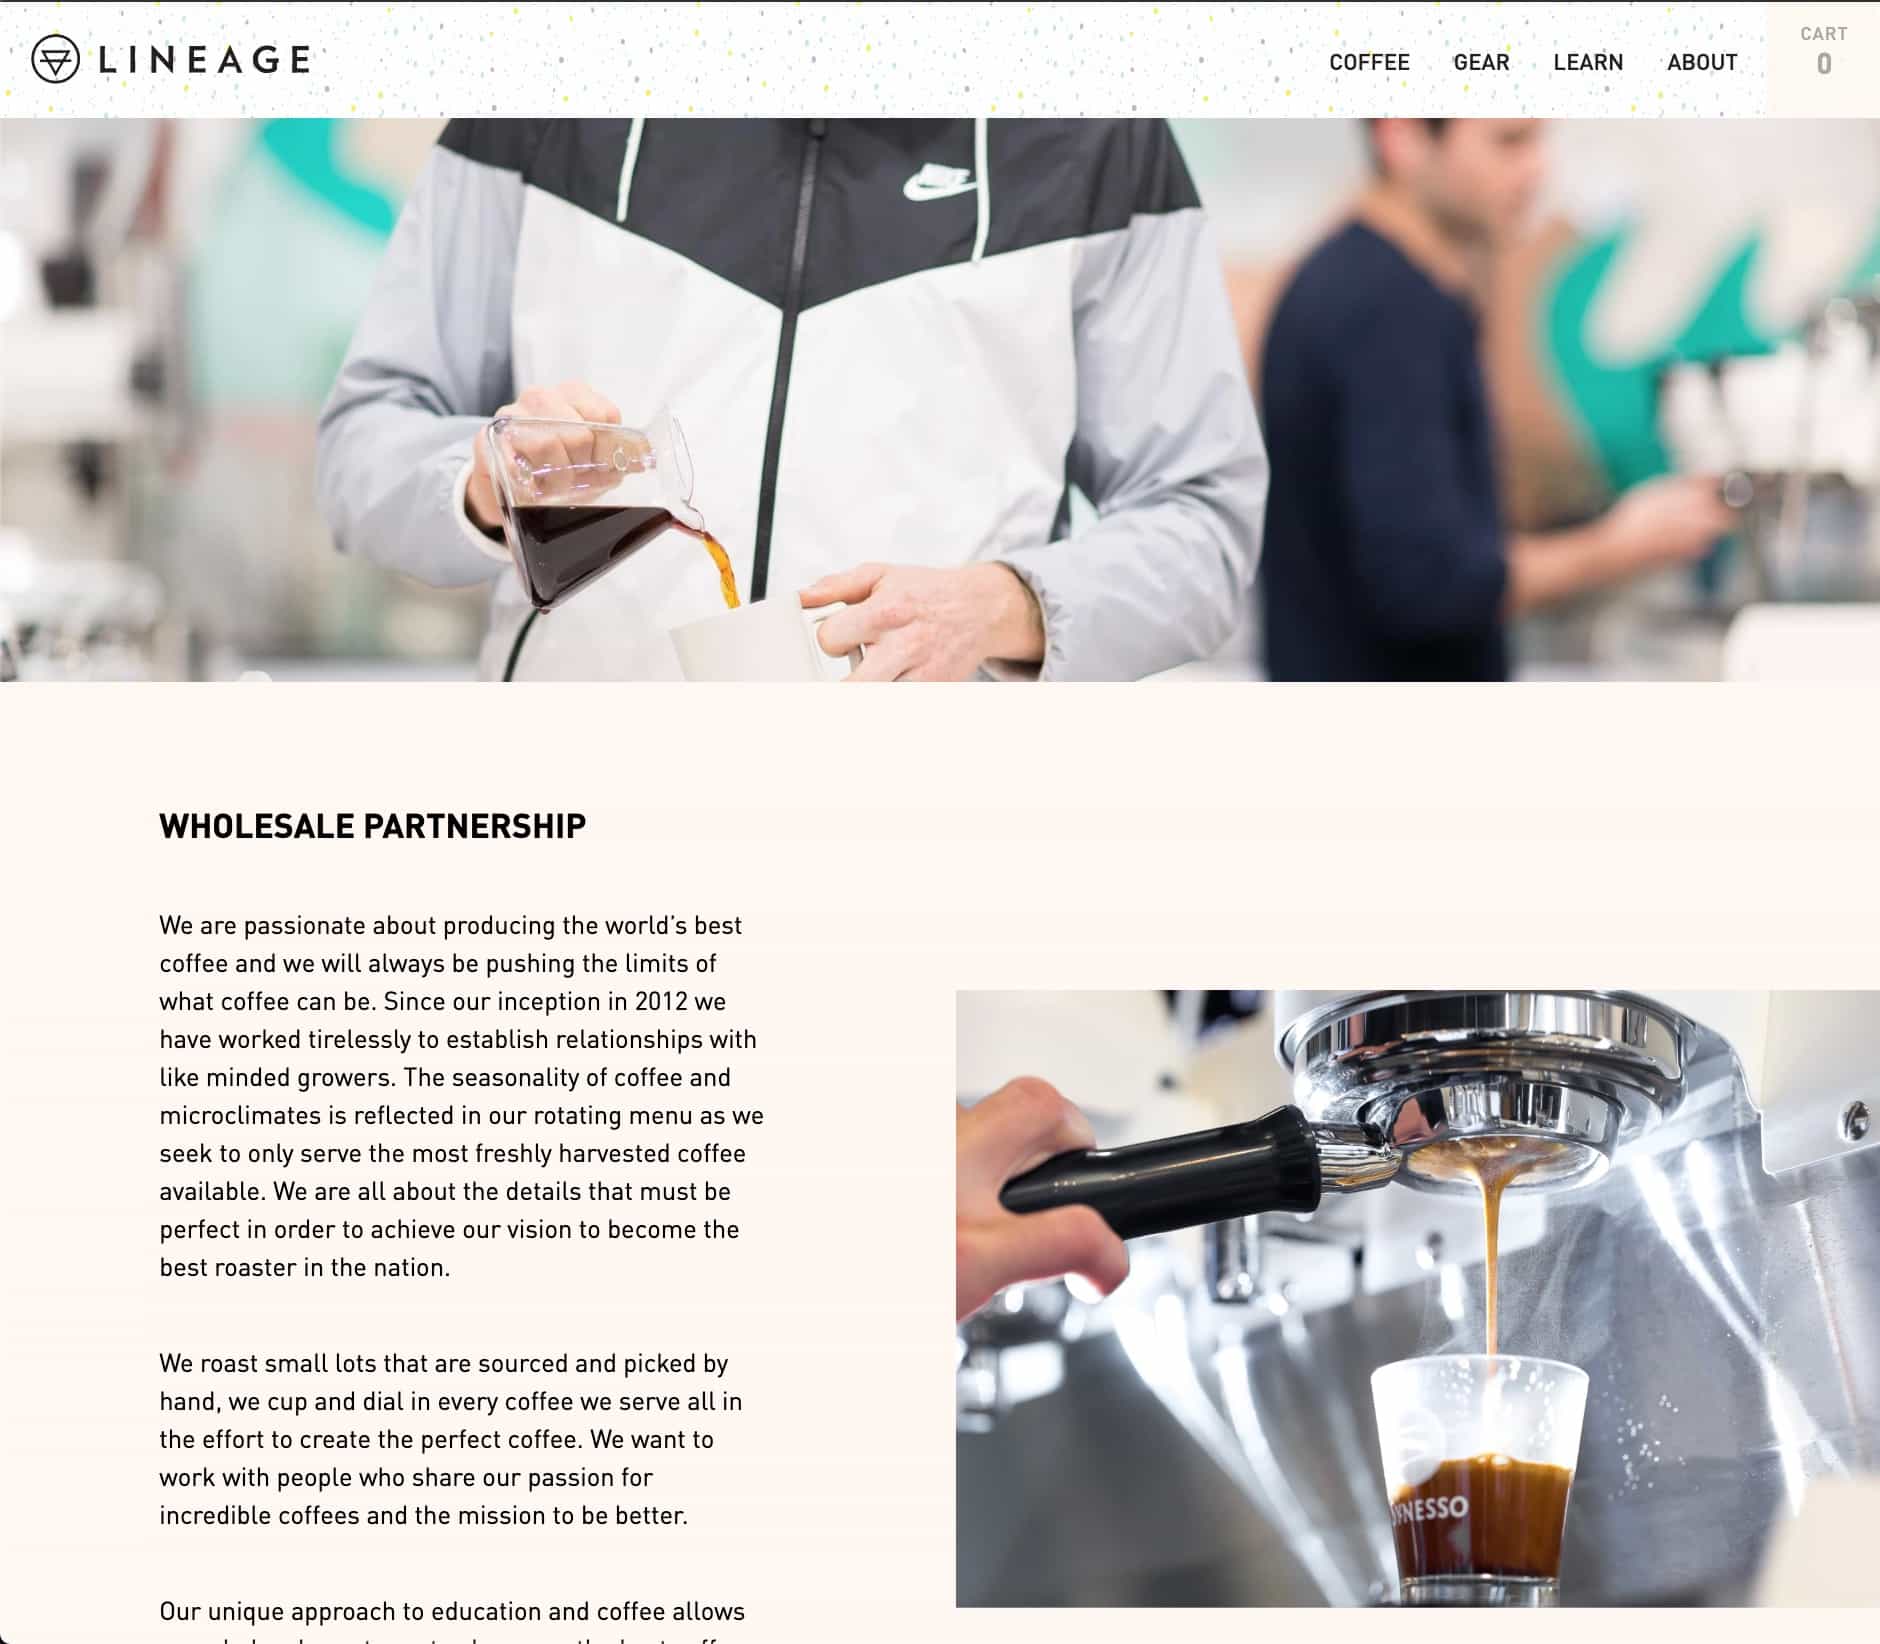 LINEAGE
COFFEE GEAR LEARN ABOUT
CART
0
NIKE
WHOLESALE PARTNERSHIP
We are passionate about producing the world's best
coffee and we will always be pushing the limits of
what coffee can be. Since our inception in 2012 we
have worked tirelessly to establish relationships with
like minded growers. The seasonality of coffee and
microclimates is reflected in our rotating menu as we
seek to only serve the most freshly harvested coffee
available. We are all about the details that must be
perfect in order to achieve our vision to become the
best roaster in the nation.
We roast small lots that are sourced and picked by
hand, we cup and dial in every coffee we serve all in
the effort to create the perfect coffee. We want to
work with people who share our passion for
incredible coffees and the mission to be better.
Our unique approach to education and coffee allows